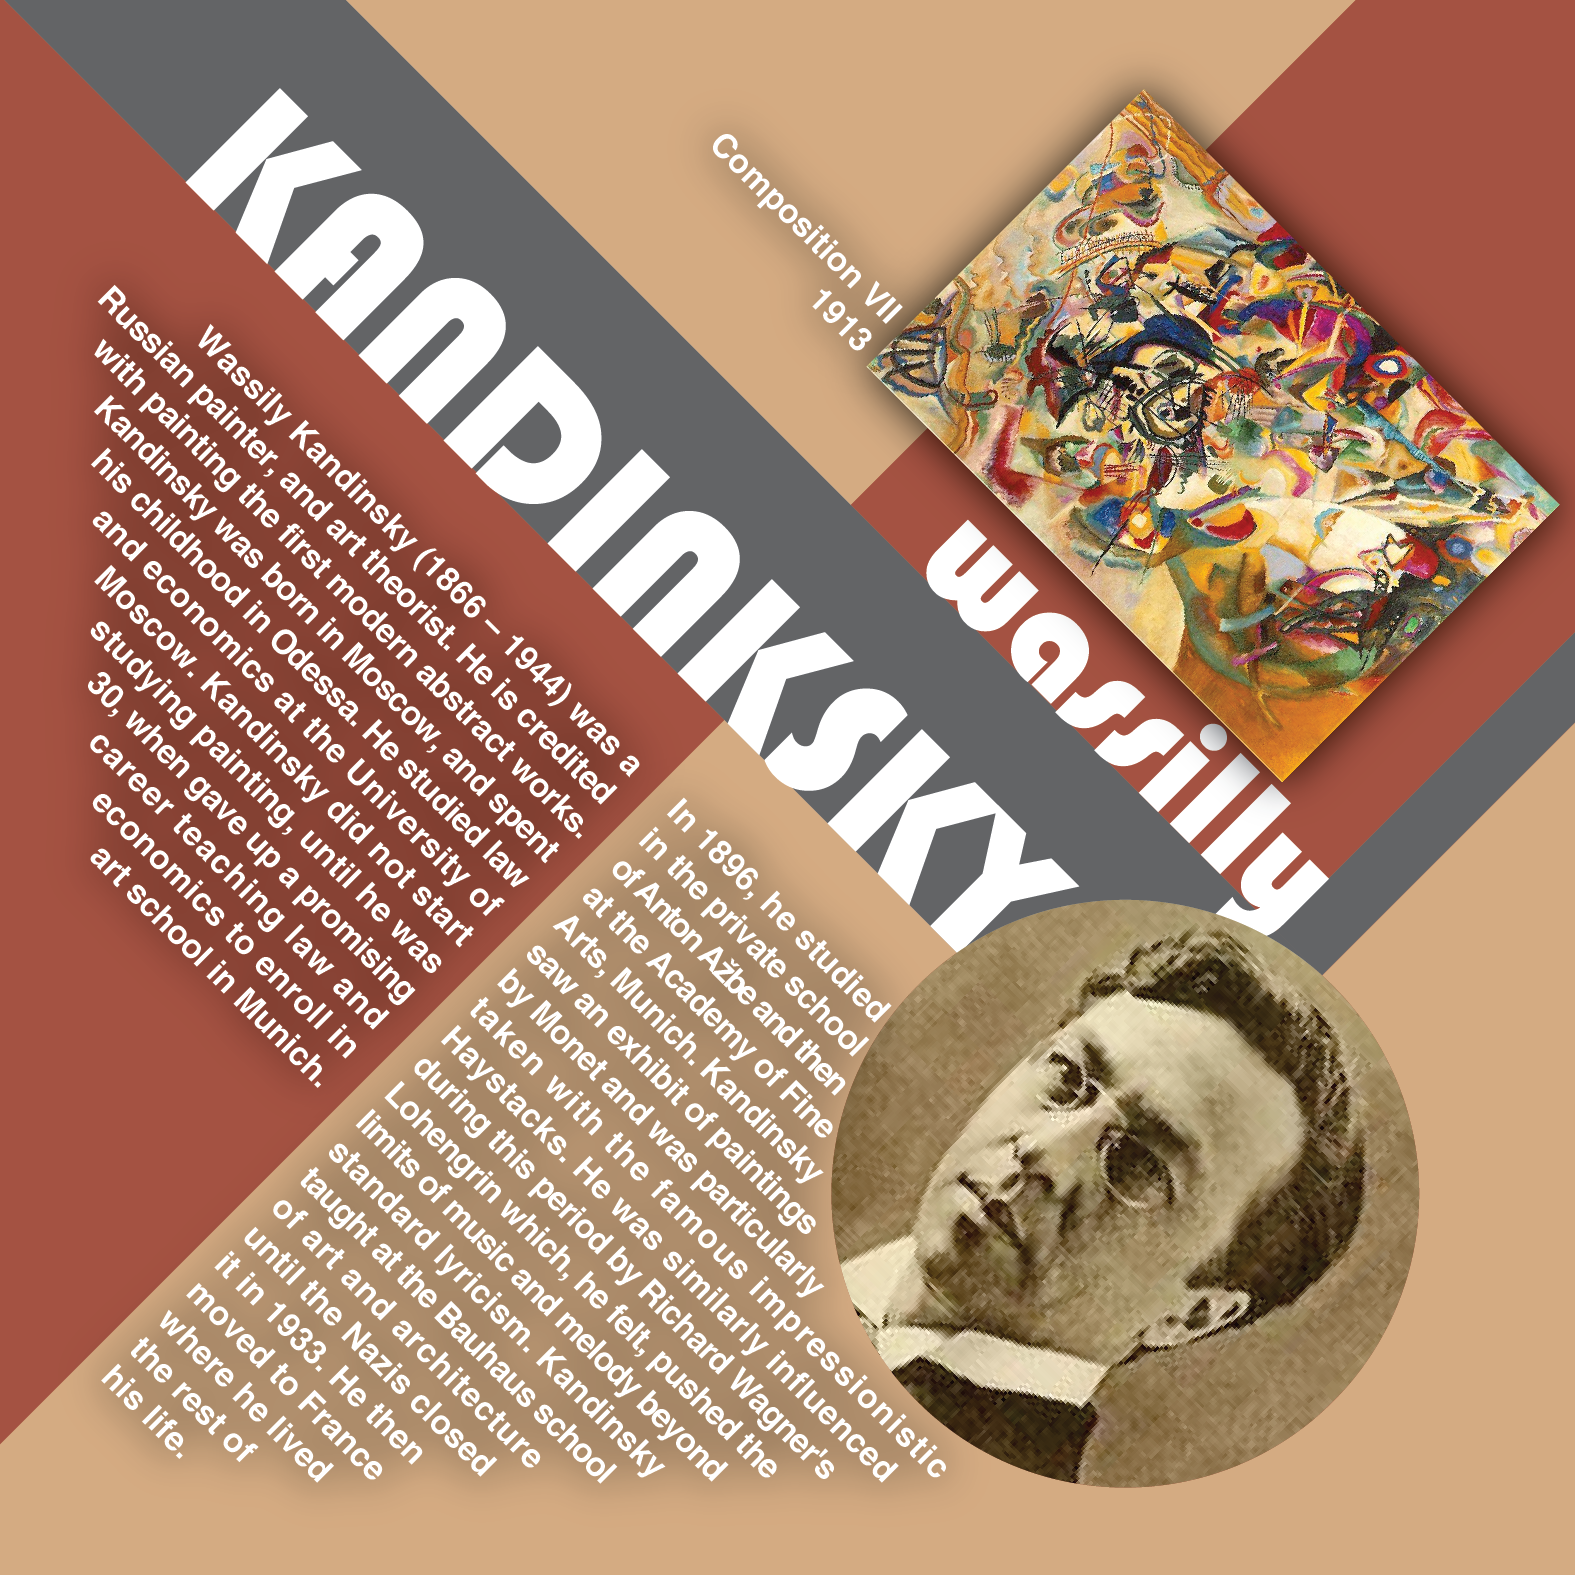 KANDINKSKY
wassily
Composition VII
1913
Wassily Kandinsky (1866 – 1944) was a
Russian painter, and art theorist. He is credited
with painting the first modern abstract works.
Kandinsky was born in Moscow, and spent
his childhood in Odessa. He studied law
and economics at the University of
Moscow. Kandinsky did not start
studying painting, until he was
30, when gave up a promising
career teaching law and
economics to enroll in
art school in Munich.
In 1896, he studied
in the private school
of Anton Ažbe and then
at the Academy of Fine
Arts, Munich. Kandinsky
saw an exhibit of paintings
by Monet and was particularly
taken with the famous impressionistic
Haystacks. He was similarly influenced
during this period by Richard Wagner's
Lohengrin which, he felt, pushed the
limits of music and melody beyond
standard lyricism. Kandinsky
taught at the Bauhaus school
of art and architecture
until the Nazis closed
it in 1933. He then
moved to France
where he lived
the rest of
his life.